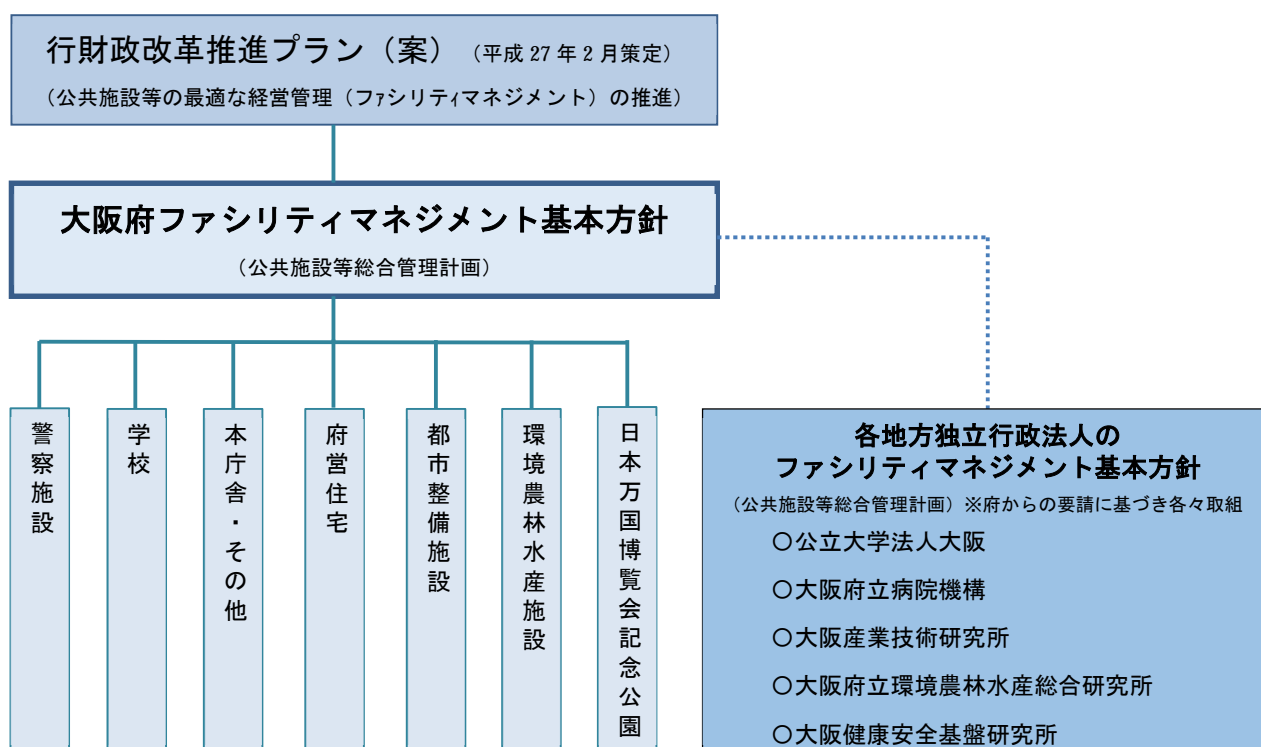 行財政改革推進プラン（案）（平成 27 年 2 月策定）
（公共施設等の最適な経営管理（ファシリティマネジメント）の推進）
大阪府ファシリティマネジメント基本方針
（公共施設等総合管理計画）
警察施設
学校
本庁舎・その他
府営住宅
都市整備施設
環境農林水産施設
日本万国博覧会記念公園
各地方独立行政法人の
ファシリティマネジメント基本方針
（公共施設等総合管理計画）※府からの要請に基づき各々取組
〇公立大学法人大阪
〇大阪府立病院機構
〇大阪産業技術研究所
〇大阪府立環境農林水産総合研究所
〇大阪健康安全基盤研究所